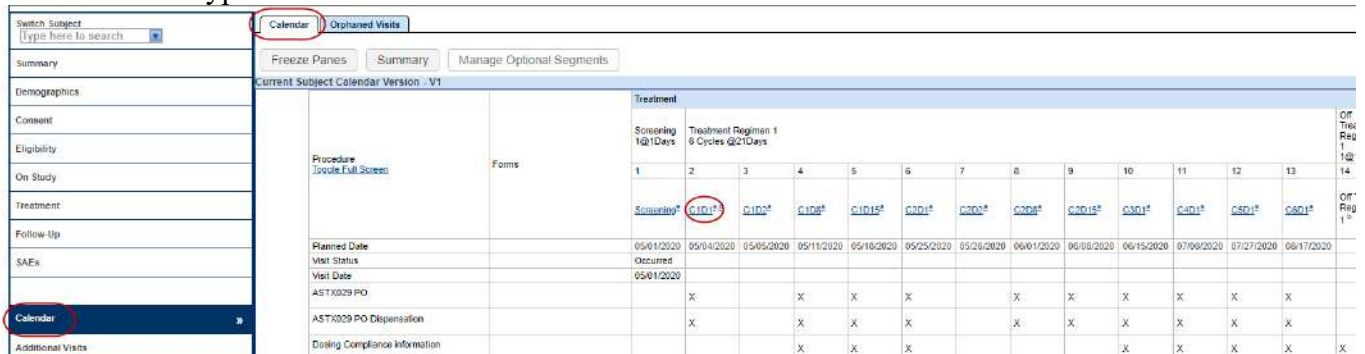 Switch Subject
Type here to search
Summary
Demographics
Consent
Eligibility
On Study
Treatment
Follow-Up
SAEs
Calendar »
Additional Visits
Calendar Orphaned Visits
Freeze Panes Summary Manage Optional Segments
Current Subject Calendar Version - V1
Treatment
Procedure
Toggle Full Screen
Forms
Screening
1@1Days
Treatment Regimen 1
6 Cycles @21Days
Off
1
1 2 3 4 5 6 7 8 9 10 11 12 13 14
Screening C1D1 C1D2 C1D8 C1D15 C2D1 C2D2 C2D8 C2D15 C3D1 C4D1 C5D1 C6D1
Planned Date 05/01/2020 05/04/2020 05/05/2020 05/11/2020 05/18/2020 05/25/2020 05/26/2020 06/01/2020 06/08/2020 06/15/2020 07/06/2020 07/27/2020 08/17/2020
Visit Status Occurred
Visit Date 05/01/2020
ASTX029 PO X X X X X X X X X X
ASTX029 PO Dispensation X X X X X X X X X X
Dosing Compliance information X X X X X X X X